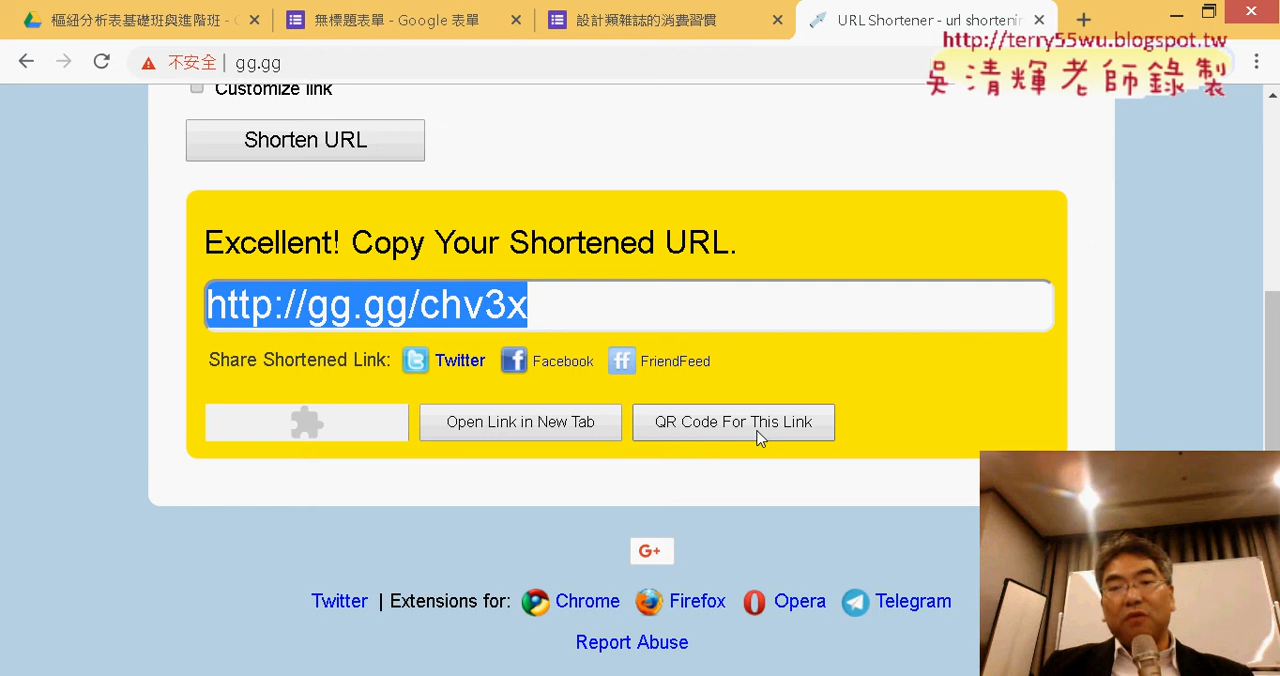 樞紐分析表基礎班與進階班 -
無標題表單 - Google 表單
設計類雜誌的消費習慣
URL Shortener - url shortenin
http://terry55wu.blogspot.tw
不安全 | gg.gg
吳清輝老師錄製
Customize link
Shorten URL
Excellent! Copy Your Shortened URL.
http://gg.gg/chv3x
Share Shortened Link: Twitter Facebook ff FriendFeed
Open Link in New Tab
QR Code For This Link
G+
Twitter | Extensions for: Chrome Firefox Opera Telegram
Report Abuse